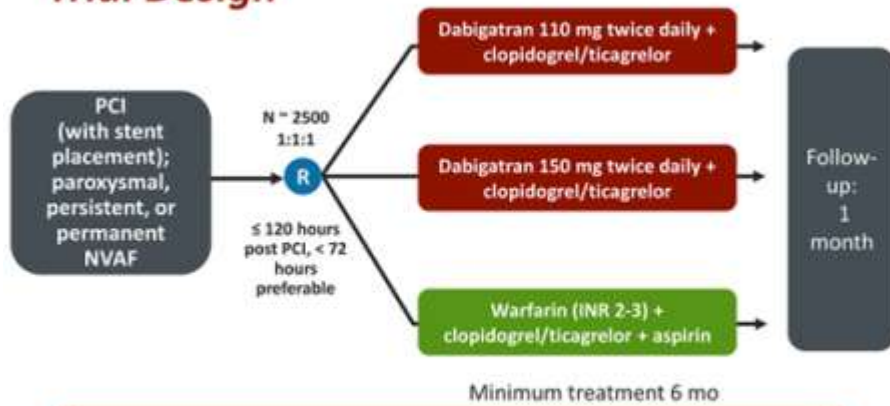 Trial Design
PCI
(with stent
placement);
paroxysmal,
persistent, or
permanent
NVAF
N ~ 2500
1:1:1
R
≤ 120 hours
post PCI, < 72
hours
preferable
Dabigatran 110 mg twice daily +
clopidogrel/ticagrelor
Dabigatran 150 mg twice daily +
clopidogrel/ticagrelor
Warfarin (INR 2-3) +
clopidogrel/ticagrelor + aspirin
Follow-
up:
1
month
Minimum treatment 6 mo